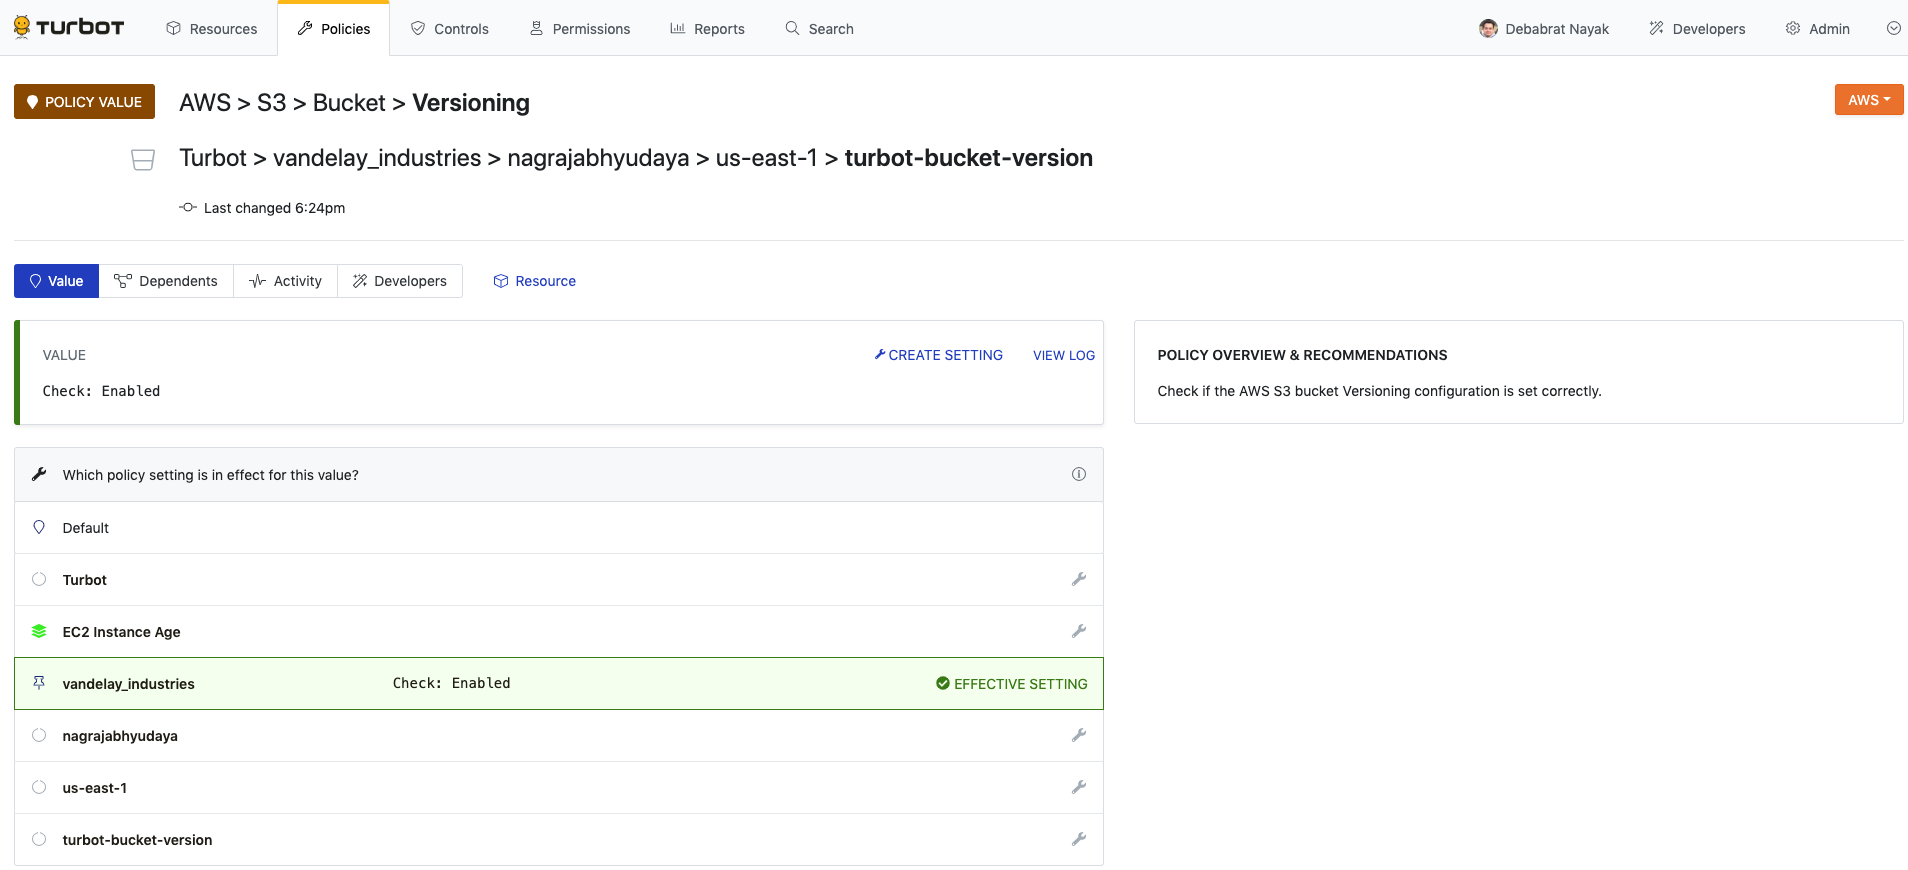 TURBOT
Resources
Policies
Controls
Permissions
Reports
Search
Debabrat Nayak
Developers
Admin
POLICY VALUE
AWS > S3 > Bucket > Versioning
AWS
Turbot > vandelay_industries > nagrajabhyudaya > us-east-1 > turbot-bucket-version
Last changed 6:24pm
Value
Dependents
Activity
Developers
Resource
VALUE
CREATE SETTING
VIEW LOG
Check: Enabled
POLICY OVERVIEW & RECOMMENDATIONS
Check if the AWS S3 bucket Versioning configuration is set correctly.
Which policy setting is in effect for this value?
Default
Turbot
EC2 Instance Age
vandelay_industries
Check: Enabled
EFFECTIVE SETTING
nagrajabhyudaya
us-east-1
turbot-bucket-version